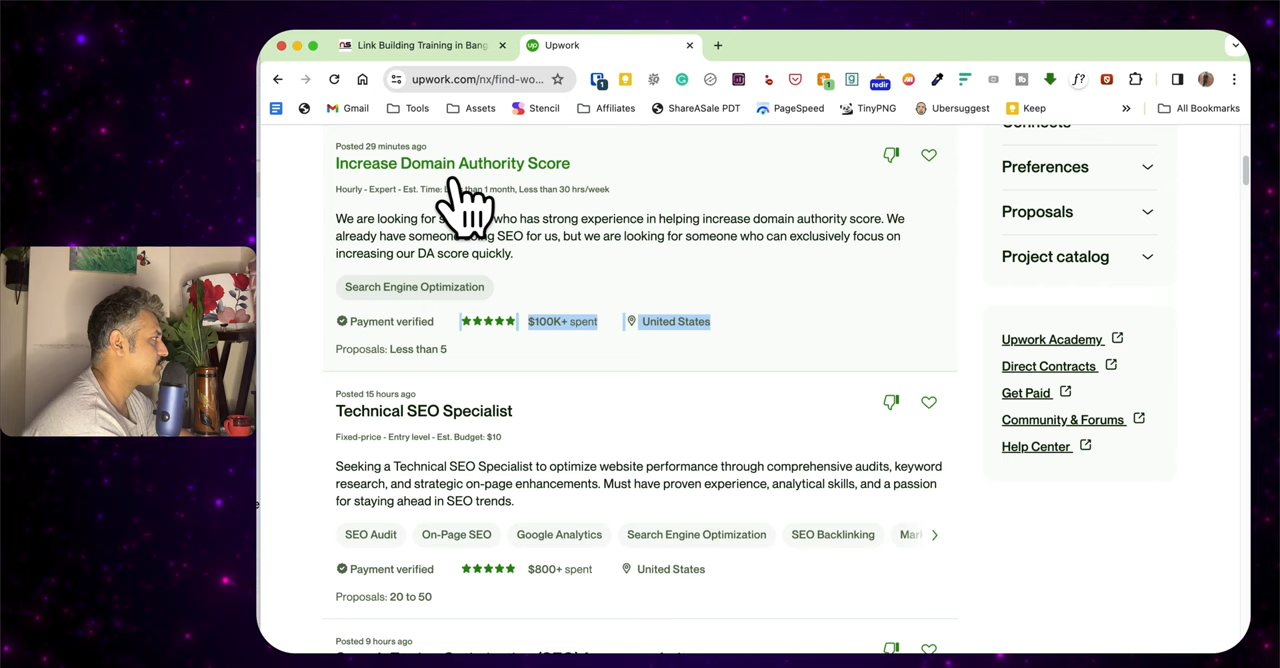 Link Building Training in Bang
Upwork
upwork.com/nx/find-wo...
Gmail
Tools
Assets
Stencil
Affiliates
ShareASale PDT
PageSpeed
TinyPNG
Ubersuggest
Keep
All Bookmarks
Posted 29 minutes ago
Increase Domain Authority Score
Hourly - Expert - Est. Time: than 1 month, Less than 30 hrs/week
We are looking for who has strong experience in helping increase domain authority score. We
already have someone SEO for us, but we are looking for someone who can exclusively focus on
increasing our DA score quickly.
Search Engine Optimization
Payment verified $100K+ spent United States
Proposals: Less than 5
Posted 15 hours ago
Technical SEO Specialist
Fixed-price - Entry level - Est. Budget: $10
Seeking a Technical SEO Specialist to optimize website performance through comprehensive audits, keyword
research, and strategic on-page enhancements. Must have proven experience, analytical skills, and a passion
for staying ahead in SEO trends.
SEO Audit On-Page SEO Google Analytics Search Engine Optimization SEO Backlinking
Payment verified $800+ spent United States
Proposals: 20 to 50
Posted 9 hours ago
Connects
Preferences
Proposals
Project catalog
Upwork Academy
Direct Contracts
Get Paid
Community & Forums
Help Center